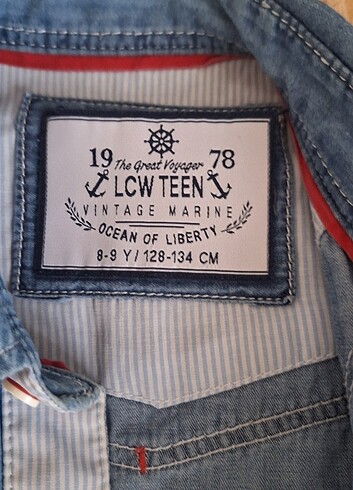 19 78
The Great Voyager
LCW TEEN
VINTAGE MARINE
OCEAN OF LIBERTY
8-9 Y/128-134 CM